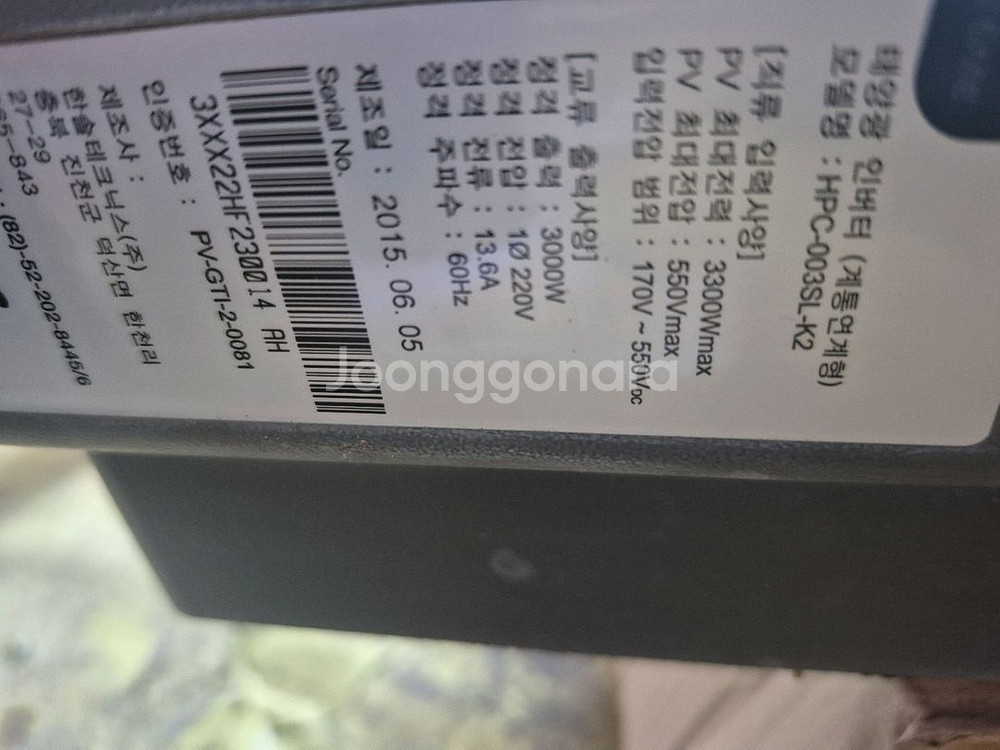 태양광 인버터 (계통연계형)
모델명 : HPC-003SL-K2
[직류 입력사양]
PV 최대전력 : 3300Wmax
PV 최대전압 : 550Vmax
입력전압 범위 : 170V ~ 550VDC
[교류 출력사양]
정격 출력 : 3000W
정격 전압 : 1Ø 220V
정격 전류 : 13.6A
정격 주파수 : 60Hz
제조일 : 2015. 06. 05
Serial No.
3XXX22HF230014 AH
인증번호 : PV-GTI-2-0081
제조사 :
한솔테크닉스(주)
충북 진천군 덕산면 한천리
27-29
65-843
: (82)-52-202-8445/6
Joonggonara